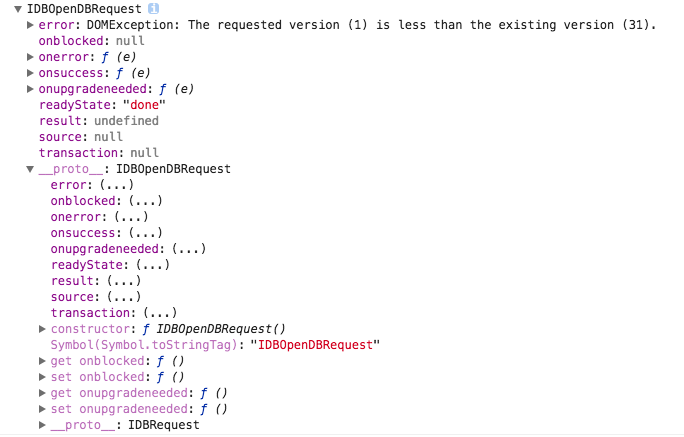 ▼ IDBOpenDBRequest i
▶ error: DOMException: The requested version (1) is less than the existing version (31).
onblocked: null
▶ onerror: ƒ (e)
▶ onsuccess: ƒ (e)
▶ onupgradeneeded: ƒ (e)
readyState: "done"
result: undefined
source: null
transaction: null
▼ __proto__: IDBOpenDBRequest
error: (...)
onblocked: (...)
onerror: (...)
onsuccess: (...)
onupgradeneeded: (...)
readyState: (...)
result: (...)
source: (...)
transaction: (...)
▶ constructor: ƒ IDBOpenDBRequest()
Symbol(Symbol.toStringTag): "IDBOpenDBRequest"
▶ get onblocked: ƒ ()
▶ set onblocked: ƒ ()
▶ get onupgradeneeded: ƒ ()
▶ set onupgradeneeded: ƒ ()
▶ __proto__: IDBRequest